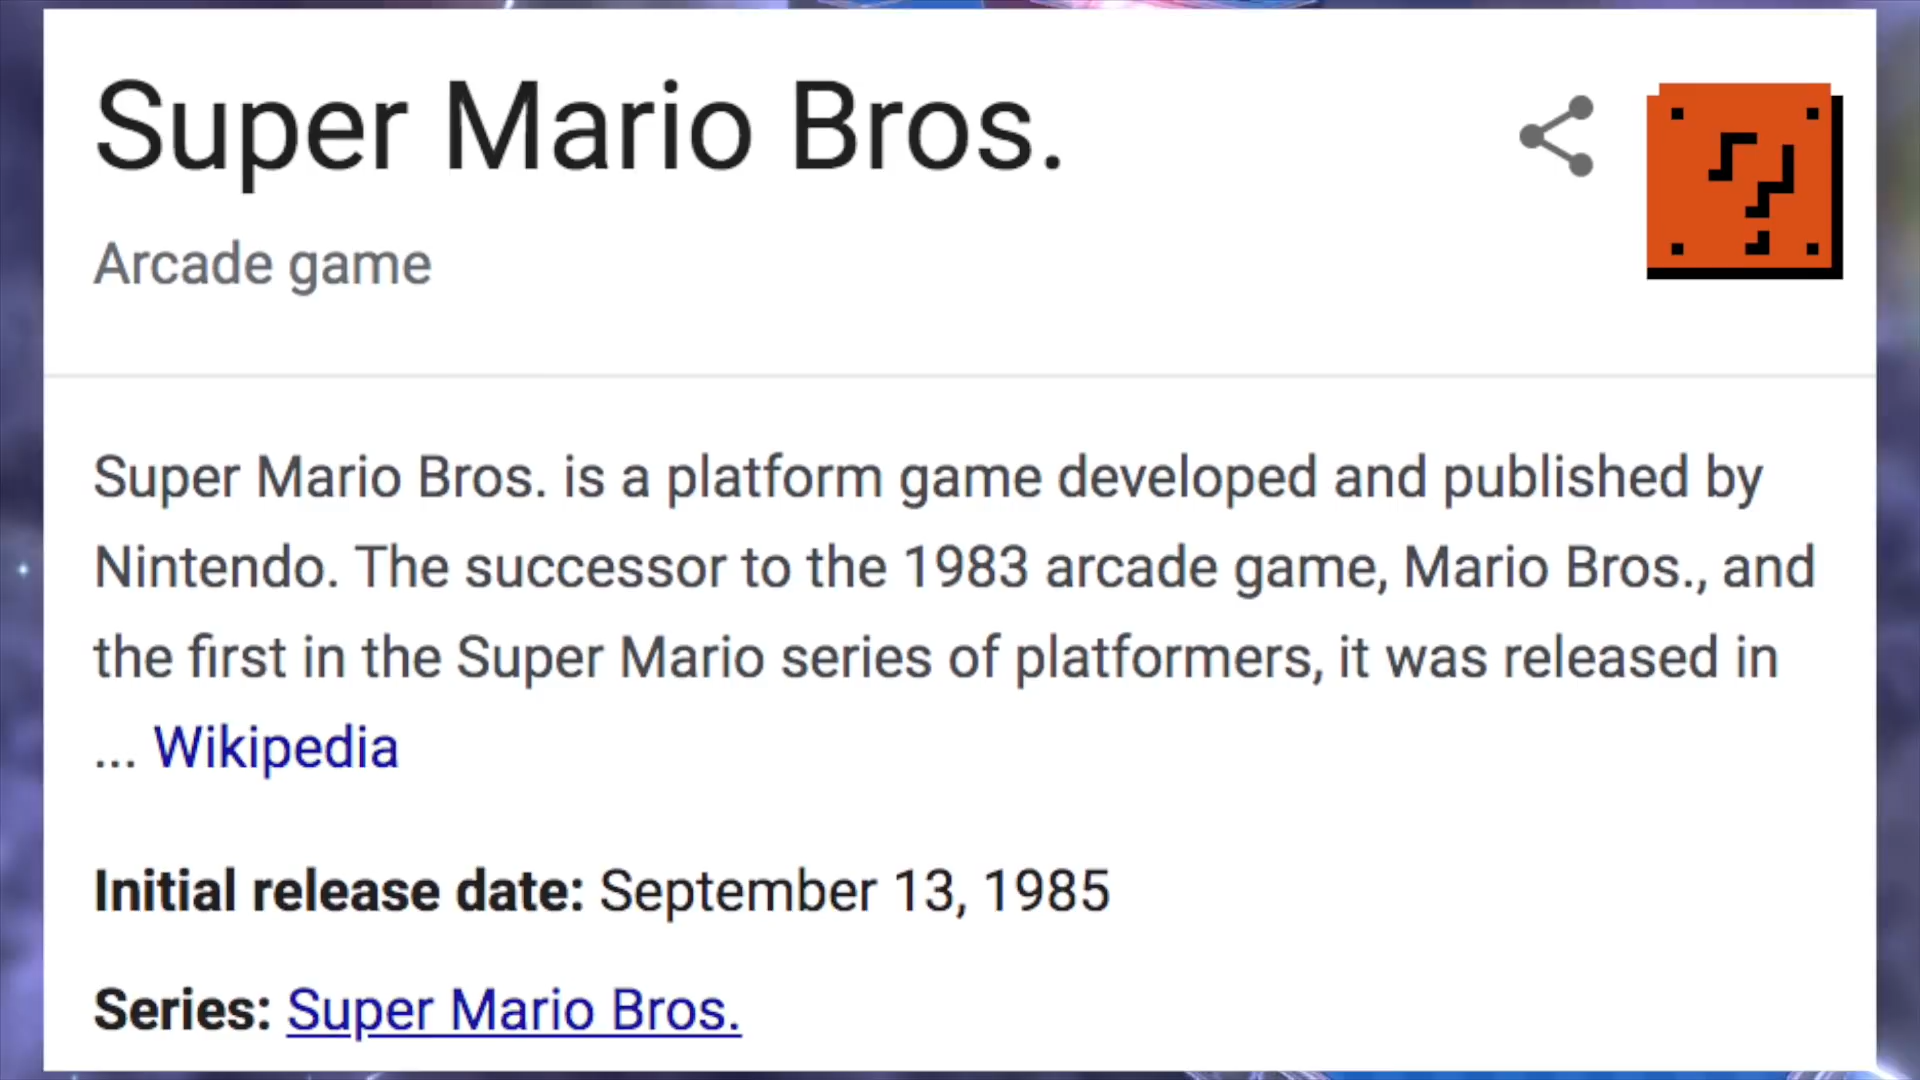 Super Mario Bros.
Arcade game
Super Mario Bros. is a platform game developed and published by
Nintendo. The successor to the 1983 arcade game, Mario Bros., and
the first in the Super Mario series of platformers, it was released in
... Wikipedia
Initial release date: September 13, 1985
Series: Super Mario Bros.